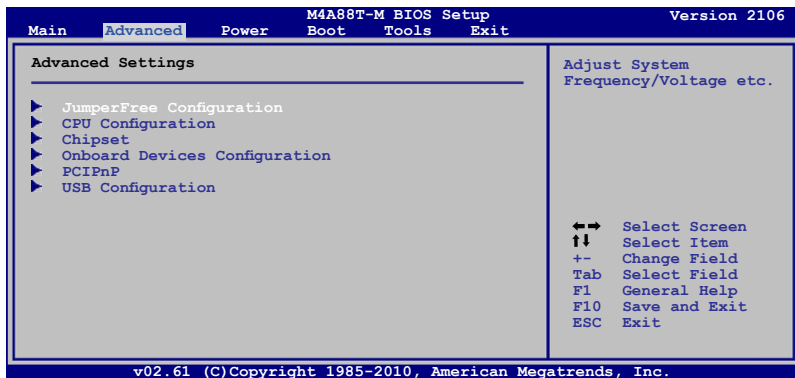 M4A88T-M BIOS Setup Version 2106
Main Advanced Power Boot Tools Exit
Advanced Settings
JumperFree Configuration
CPU Configuration
Chipset
Onboard Devices Configuration
PCIPnP
USB Configuration
Adjust System
Frequency/Voltage etc.
←→ Select Screen
↑↓ Select Item
+- Change Field
Tab Select Field
F1 General Help
F10 Save and Exit
ESC Exit
v02.61 (C)Copyright 1985-2010, American Megatrends, Inc.